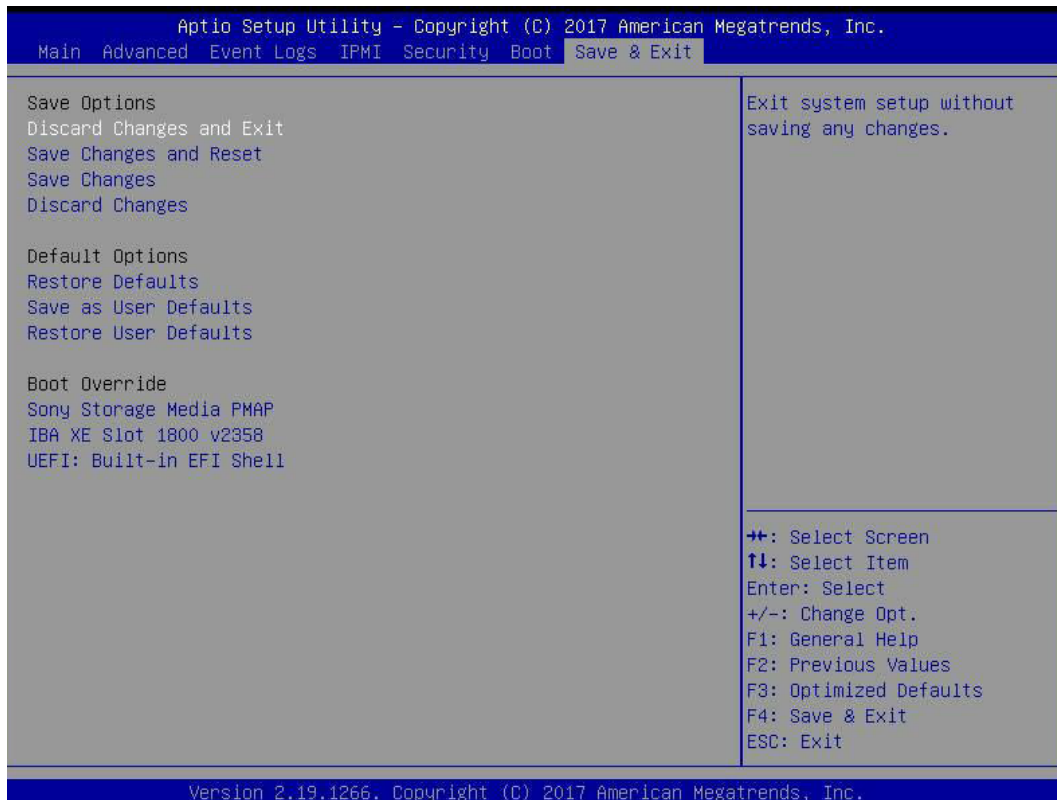 Aptio Setup Utility – Copyright (C) 2017 American Megatrends, Inc.
Main Advanced Event Logs IPMI Security Boot Save & Exit
Save Options
Discard Changes and Exit
Save Changes and Reset
Save Changes
Discard Changes
Default Options
Restore Defaults
Save as User Defaults
Restore User Defaults
Boot Override
Sony Storage Media PMAP
IBA XE Slot 1800 v2358
UEFI: Built-in EFI Shell
Exit system setup without
saving any changes.
→←: Select Screen
↑↓: Select Item
Enter: Select
+/-: Change Opt.
F1: General Help
F2: Previous Values
F3: Optimized Defaults
F4: Save & Exit
ESC: Exit
Version 2.19.1266. Copyright (C) 2017 American Megatrends, Inc.